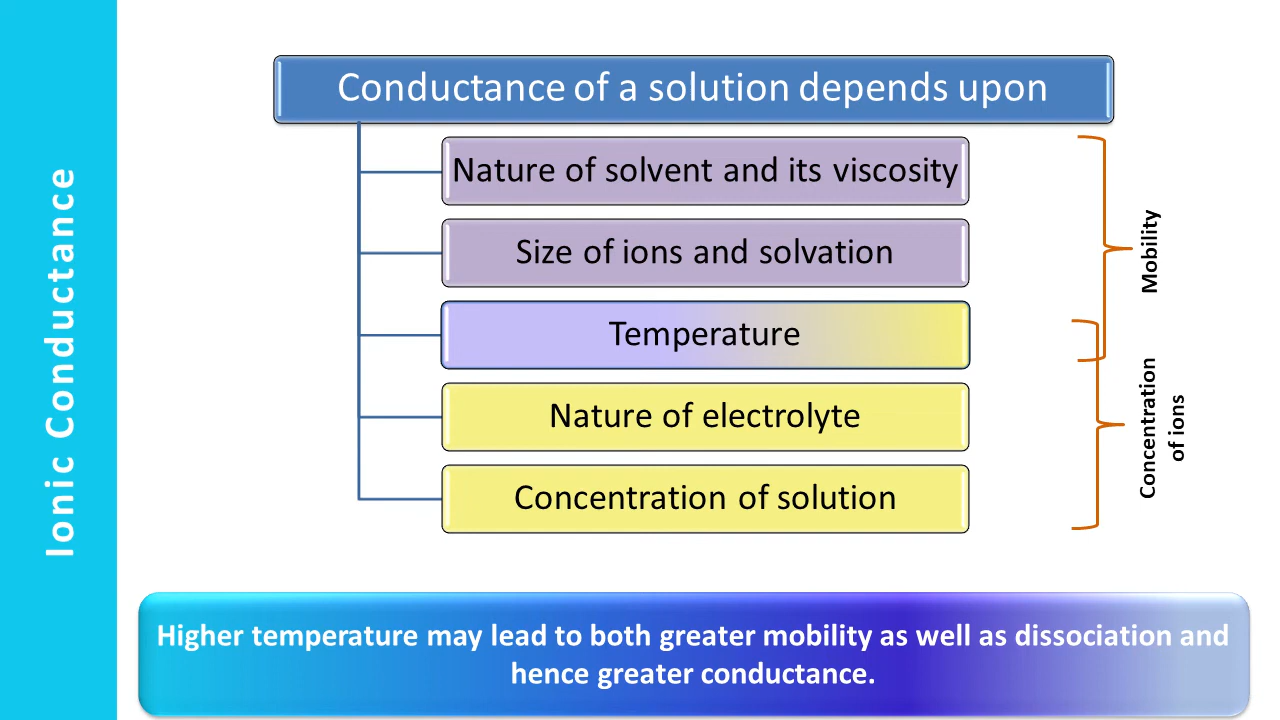 Ionic Conductance
Conductance of a solution depends upon
Nature of solvent and its viscosity
Size of ions and solvation
Temperature
Nature of electrolyte
Concentration of solution
Mobility
Concentration
of ions
Higher temperature may lead to both greater mobility as well as dissociation and
hence greater conductance.